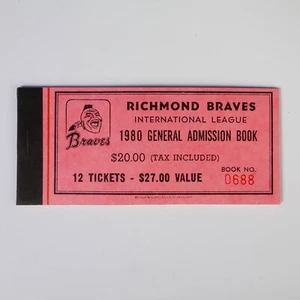 RICHMOND BRAVES
INTERNATIONAL LEAGUE
1980 GENERAL ADMISSION BOOK
Braves
$20.00 (TAX INCLUDED)
12 TICKETS - $27.00 VALUE
BOOK NO.
0688